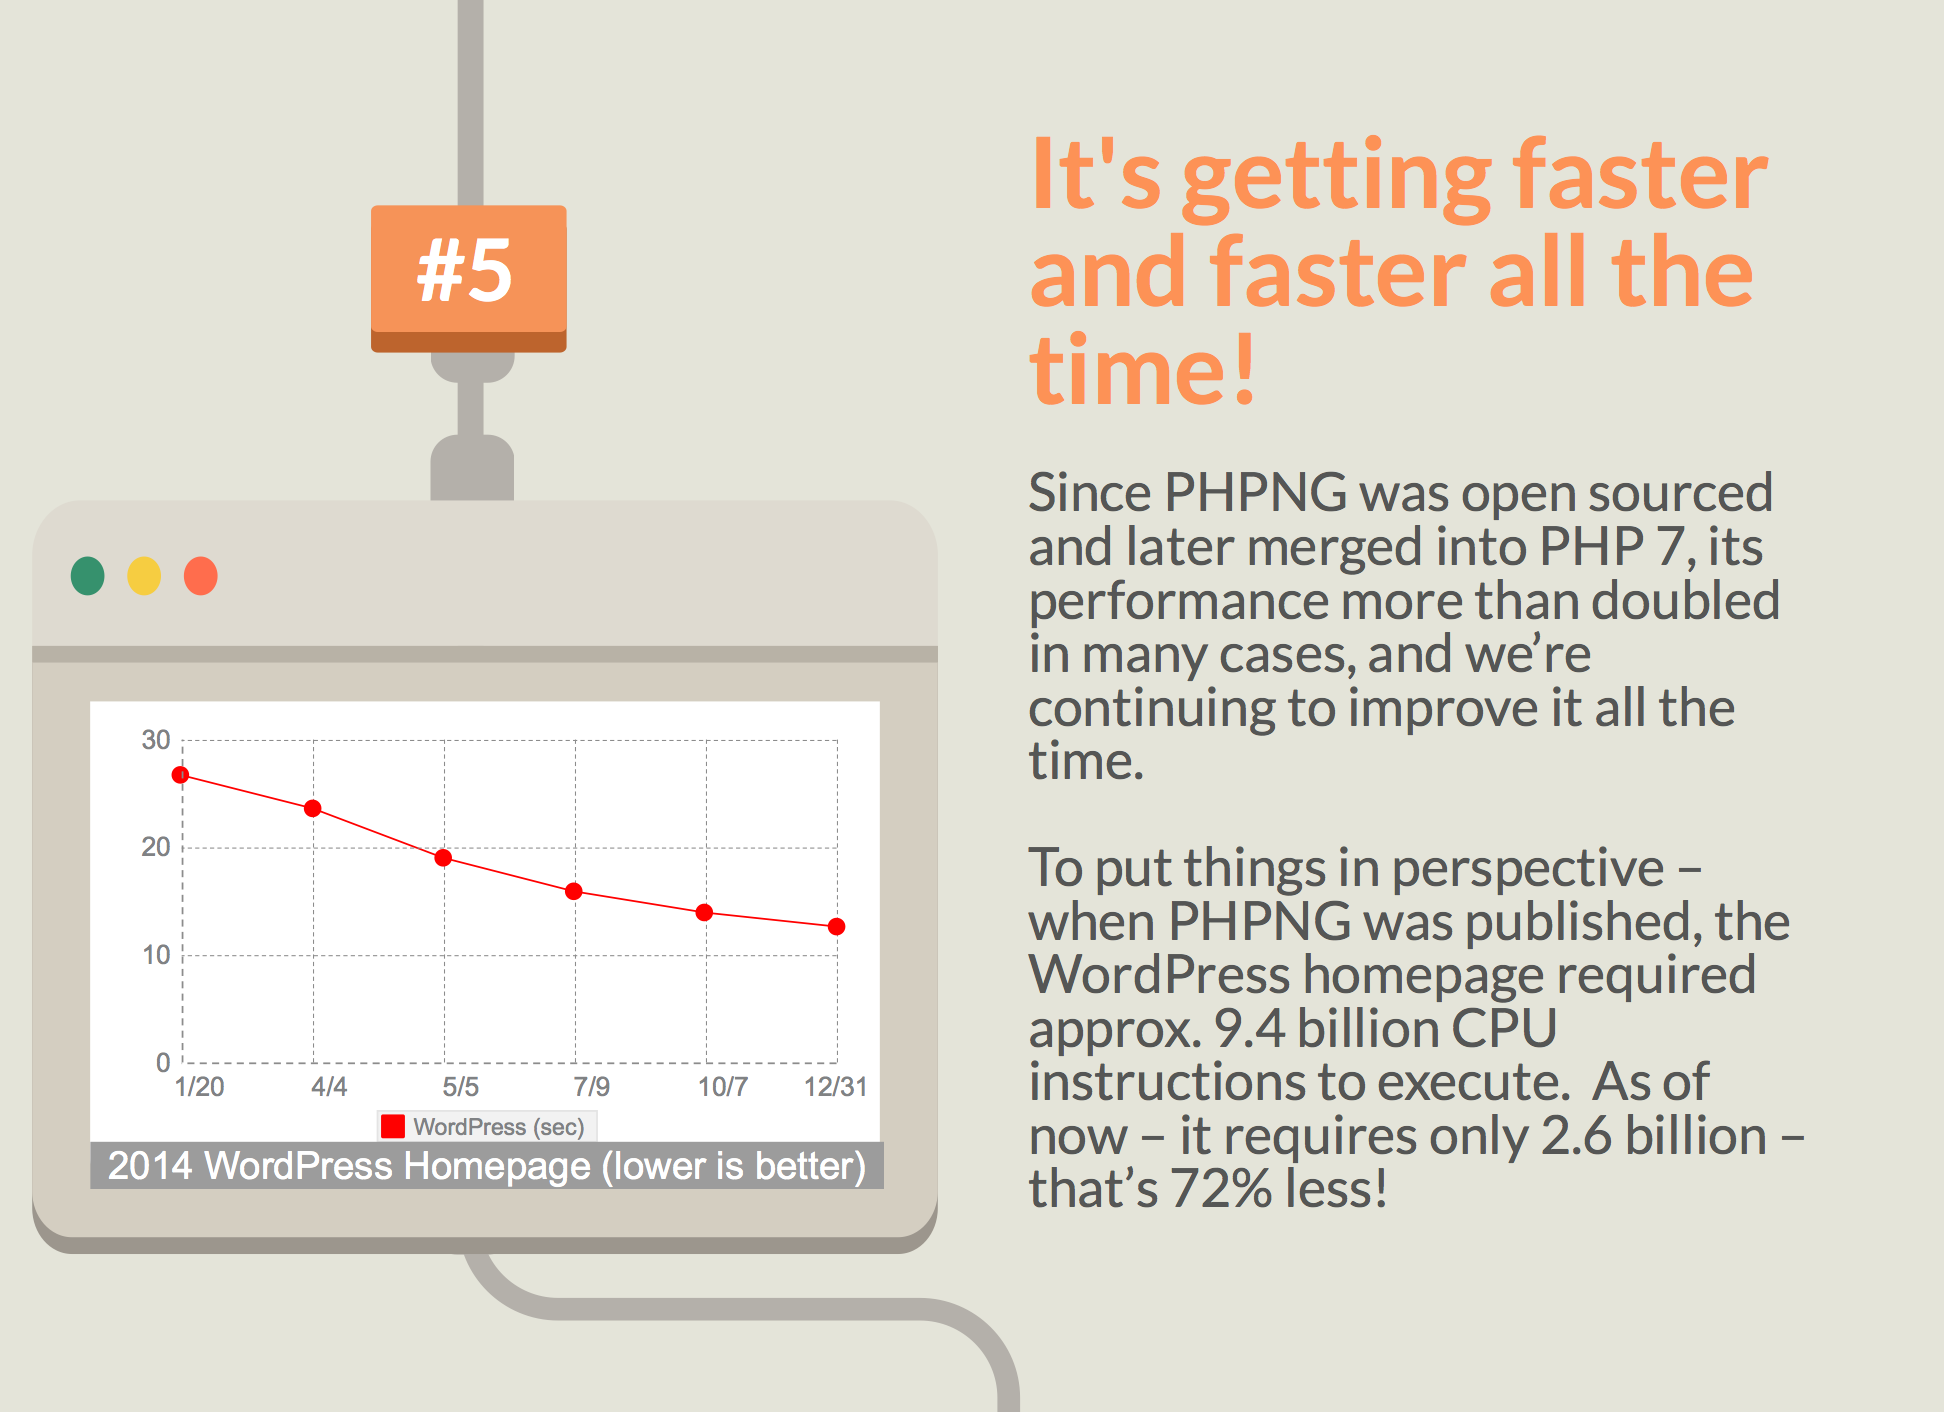 #5
It's getting faster
and faster all the
time!
Since PHPNG was open sourced
and later merged into PHP 7, its
performance more than doubled
in many cases, and we’re
continuing to improve it all the
time.
To put things in perspective –
when PHPNG was published, the
WordPress homepage required
approx. 9.4 billion CPU
instructions to execute.  As of
now – it requires only 2.6 billion –
that’s 72% less!
30
20
10
0
1/20 4/4 5/5 7/9 10/7 12/31
WordPress (sec)
2014 WordPress Homepage (lower is better)